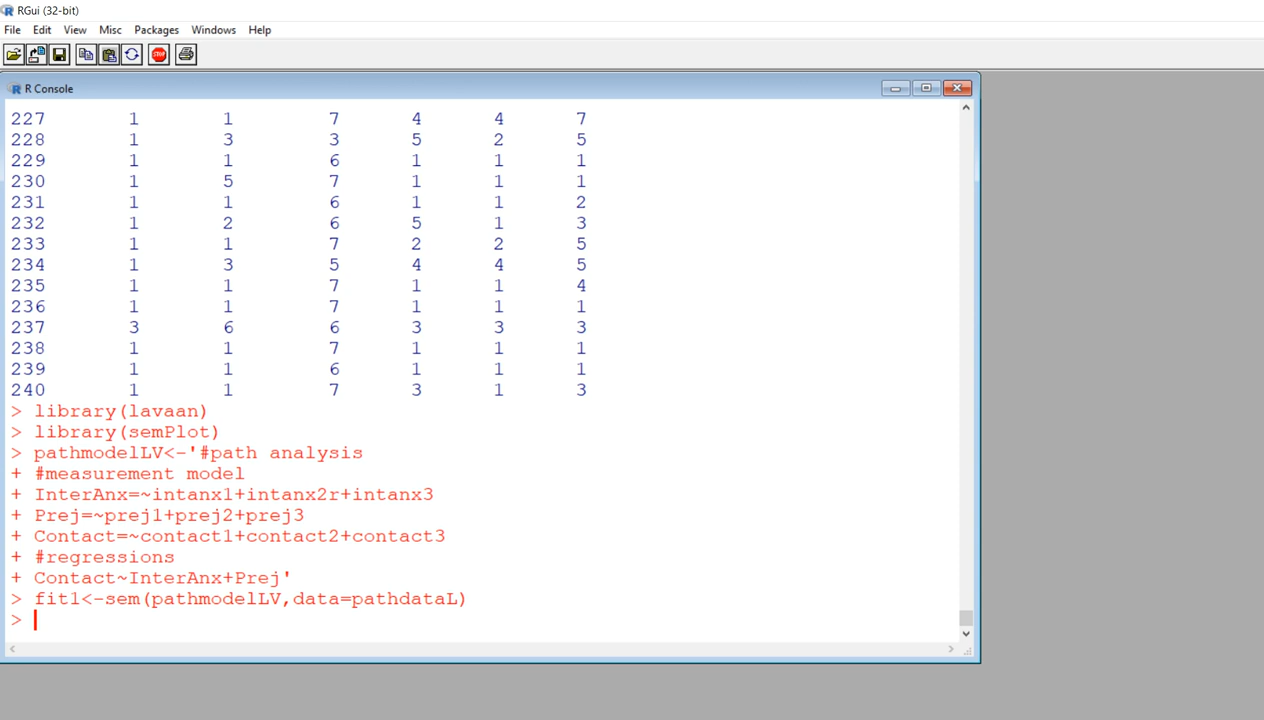 RGui (32-bit)
File Edit View Misc Packages Windows Help
STOP
R Console
227 1 1 7 4 4 7
228 1 3 3 5 2 5
229 1 1 6 1 1 1
230 1 5 7 1 1 1
231 1 1 6 1 1 2
232 1 2 6 5 1 3
233 1 1 7 2 2 5
234 1 3 5 4 4 5
235 1 1 7 1 1 4
236 1 1 7 1 1 1
237 3 6 6 3 3 3
238 1 1 7 1 1 1
239 1 1 6 1 1 1
240 1 1 7 3 1 3
> library(lavaan)
> library(semPlot)
> pathmodelLV<-'#path analysis
+ #measurement model
+ InterAnx=~intanx1+intanx2r+intanx3
+ Prej=~prej1+prej2+prej3
+ Contact=~contact1+contact2+contact3
+ #regressions
+ Contact~InterAnx+Prej'
> fit1<-sem(pathmodelLV,data=pathdataL)
>